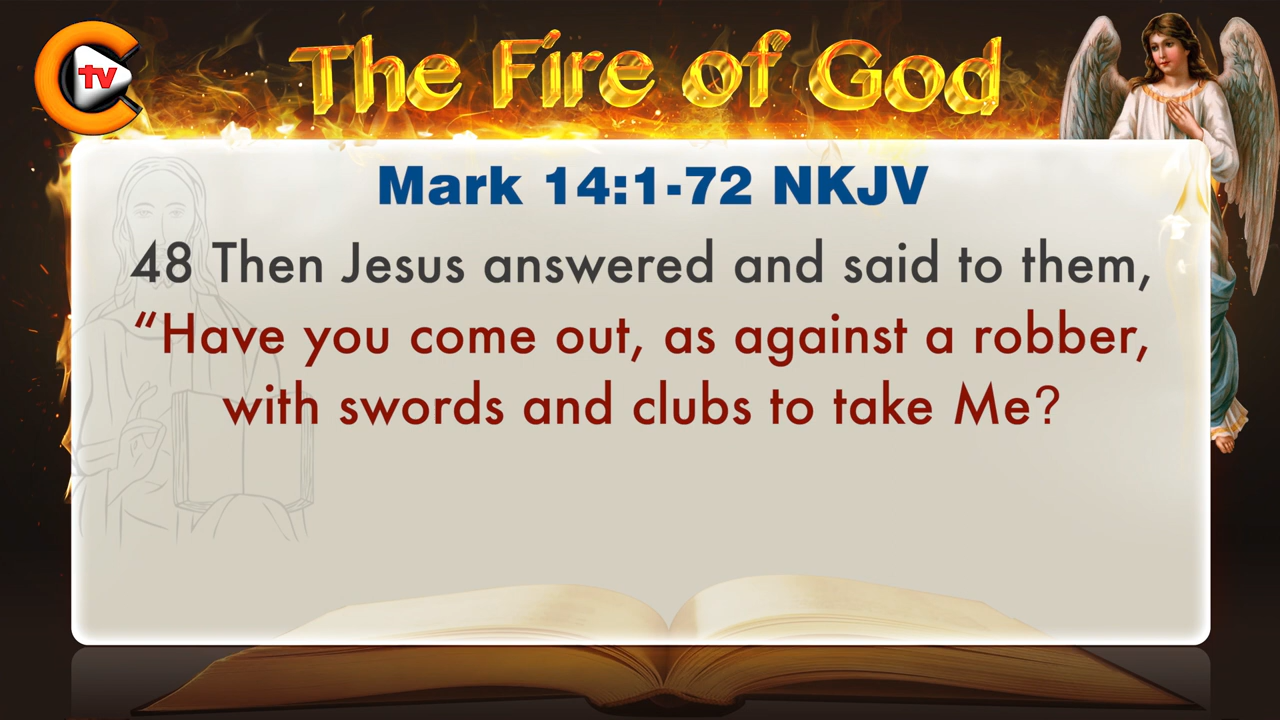 tv
The Fire of God
Mark 14:1-72 NKJV
48 Then Jesus answered and said to them,
“Have you come out, as against a robber,
with swords and clubs to take Me?